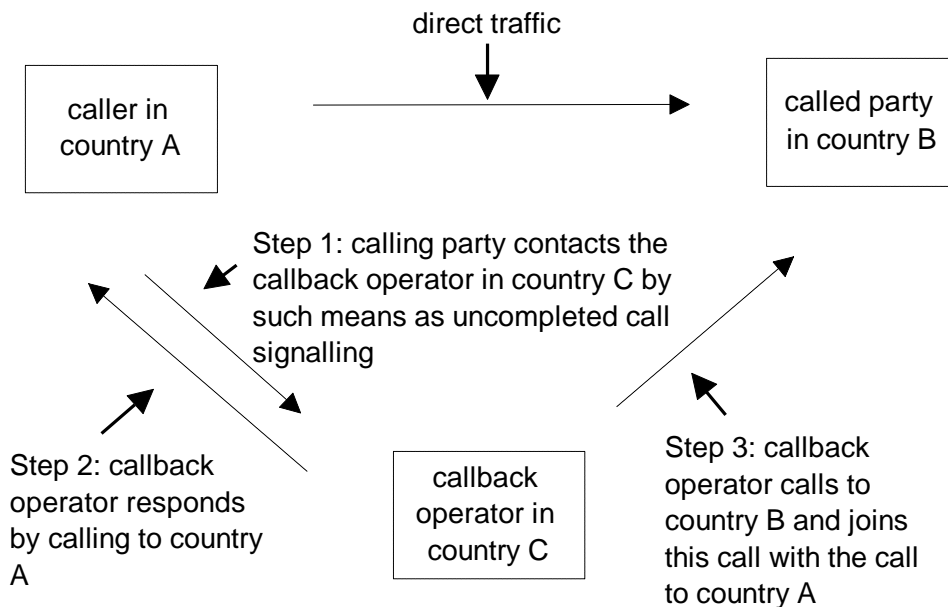 direct traffic
caller in
country A
called party
in country B
Step 1: calling party contacts the
callback operator in country C by
such means as uncompleted call
signalling
Step 2: callback
operator responds
by calling to country
A
callback
operator in
country C
Step 3: callback
operator calls to
country B and joins
this call with the call
to country A